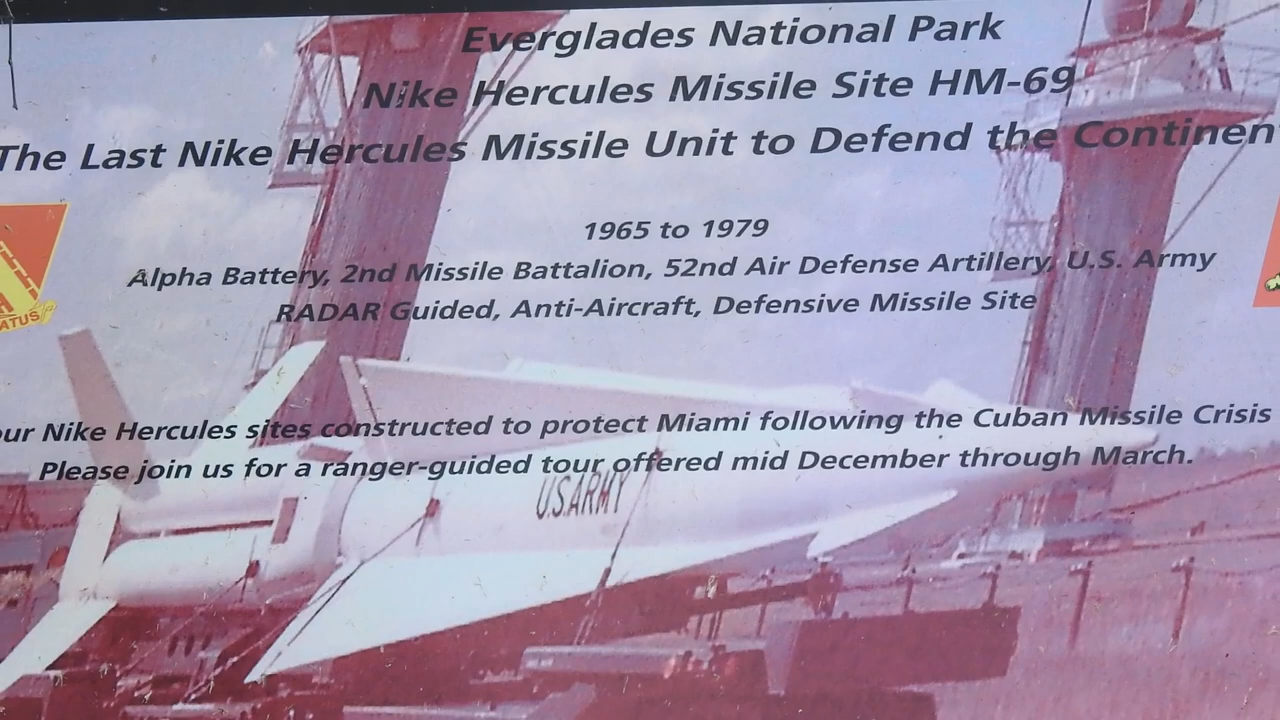 Everglades National Park
Nike Hercules Missile Site HM-69
The Last Nike Hercules Missile Unit to Defend the Continen
1965 to 1979
Alpha Battery, 2nd Missile Battalion, 52nd Air Defense Artillery, U.S. Army
RADAR Guided, Anti-Aircraft, Defensive Missile Site
ATUS
our Nike Hercules sites constructed to protect Miami following the Cuban Missile Crisis
Please join us for a ranger-guided tour offered mid December through March.
U.S.ARMY